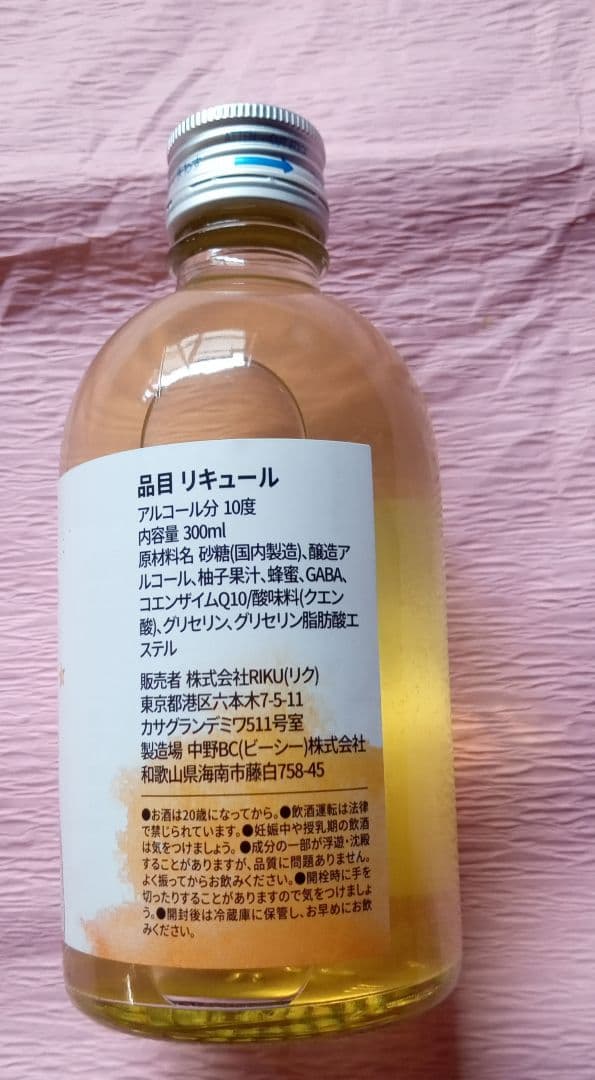 品目 リキュール
アルコール分 10度
内容量 300ml
原材料名 砂糖(国内製造)、醸造ア
ルコール、柚子果汁、蜂蜜、GABA、
コエンザイムQ10/酸味料(クエン
酸)、グリセリン、グリセリン脂肪酸エ
ステル
販売者 株式会社RIKU(リク)
東京都港区六本木7-5-11
カサグランデミワ511号室
製造場 中野BC(ビーシー)株式会社
和歌山県海南市藤白758-45
●お酒は20歳になってから。●飲酒運転は法律
で禁じられています。●妊娠中や授乳期の飲酒
は気をつけましょう。●成分の一部が浮遊・沈殿
することがありますが、品質に問題ありません。
よく振ってからお飲みください。●開栓時に手を
切ったりすることがありますので気をつけましょ
う。●開封後は冷蔵庫に保管し、お早めにお飲
みください。